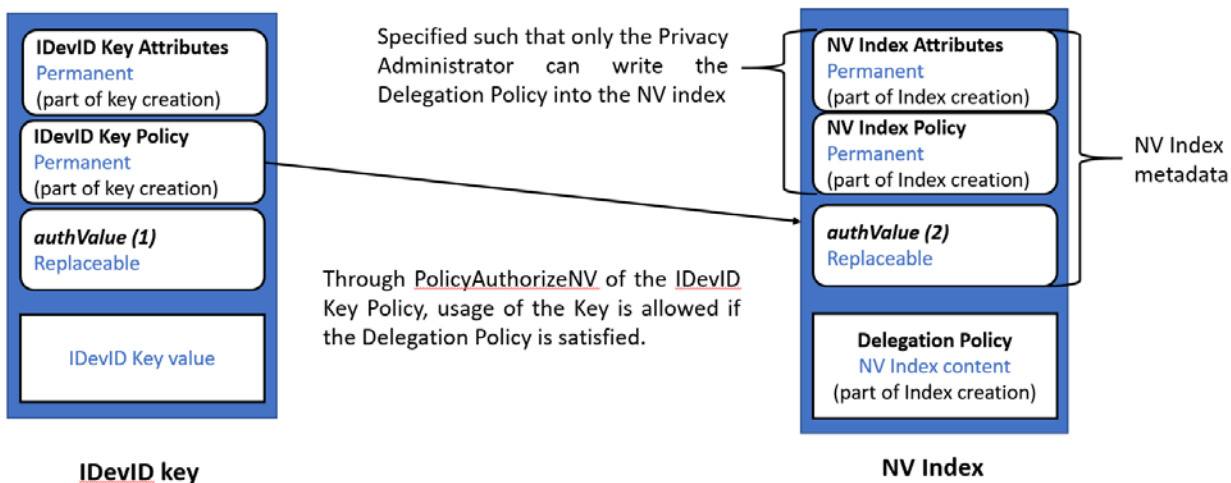 IDevID Key Attributes
Permanent
(part of key creation)
IDevID Key Policy
Permanent
(part of key creation)
authValue (1)
Replaceable
IDevID Key value
IDevID key
Specified such that only the Privacy
Administrator can write the
Delegation Policy into the NV index
Through PolicyAuthorizeNV of the IDevID
Key Policy, usage of the Key is allowed if
the Delegation Policy is satisfied.
NV Index Attributes
Permanent
(part of Index creation)
NV Index Policy
Permanent
(part of Index creation)
authValue (2)
Replaceable
Delegation Policy
NV Index content
(part of Index creation)
NV Index
NV Index
metadata